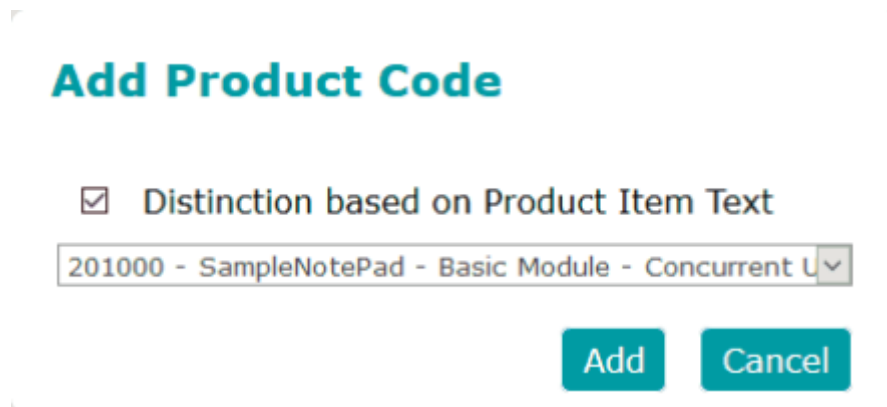 Add Product Code
Distinction based on Product Item Text
201000 - SampleNotePad - Basic Module - Concurrent U
Add Cancel